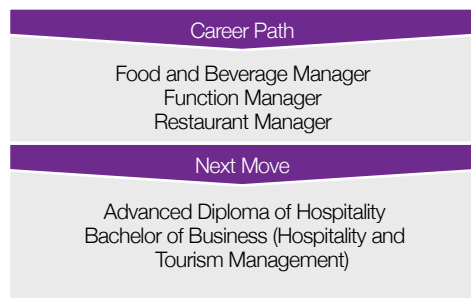 Career Path
Food and Beverage Manager
Function Manager
Restaurant Manager
Next Move
Advanced Diploma of Hospitality
Bachelor of Business (Hospitality and
Tourism Management)